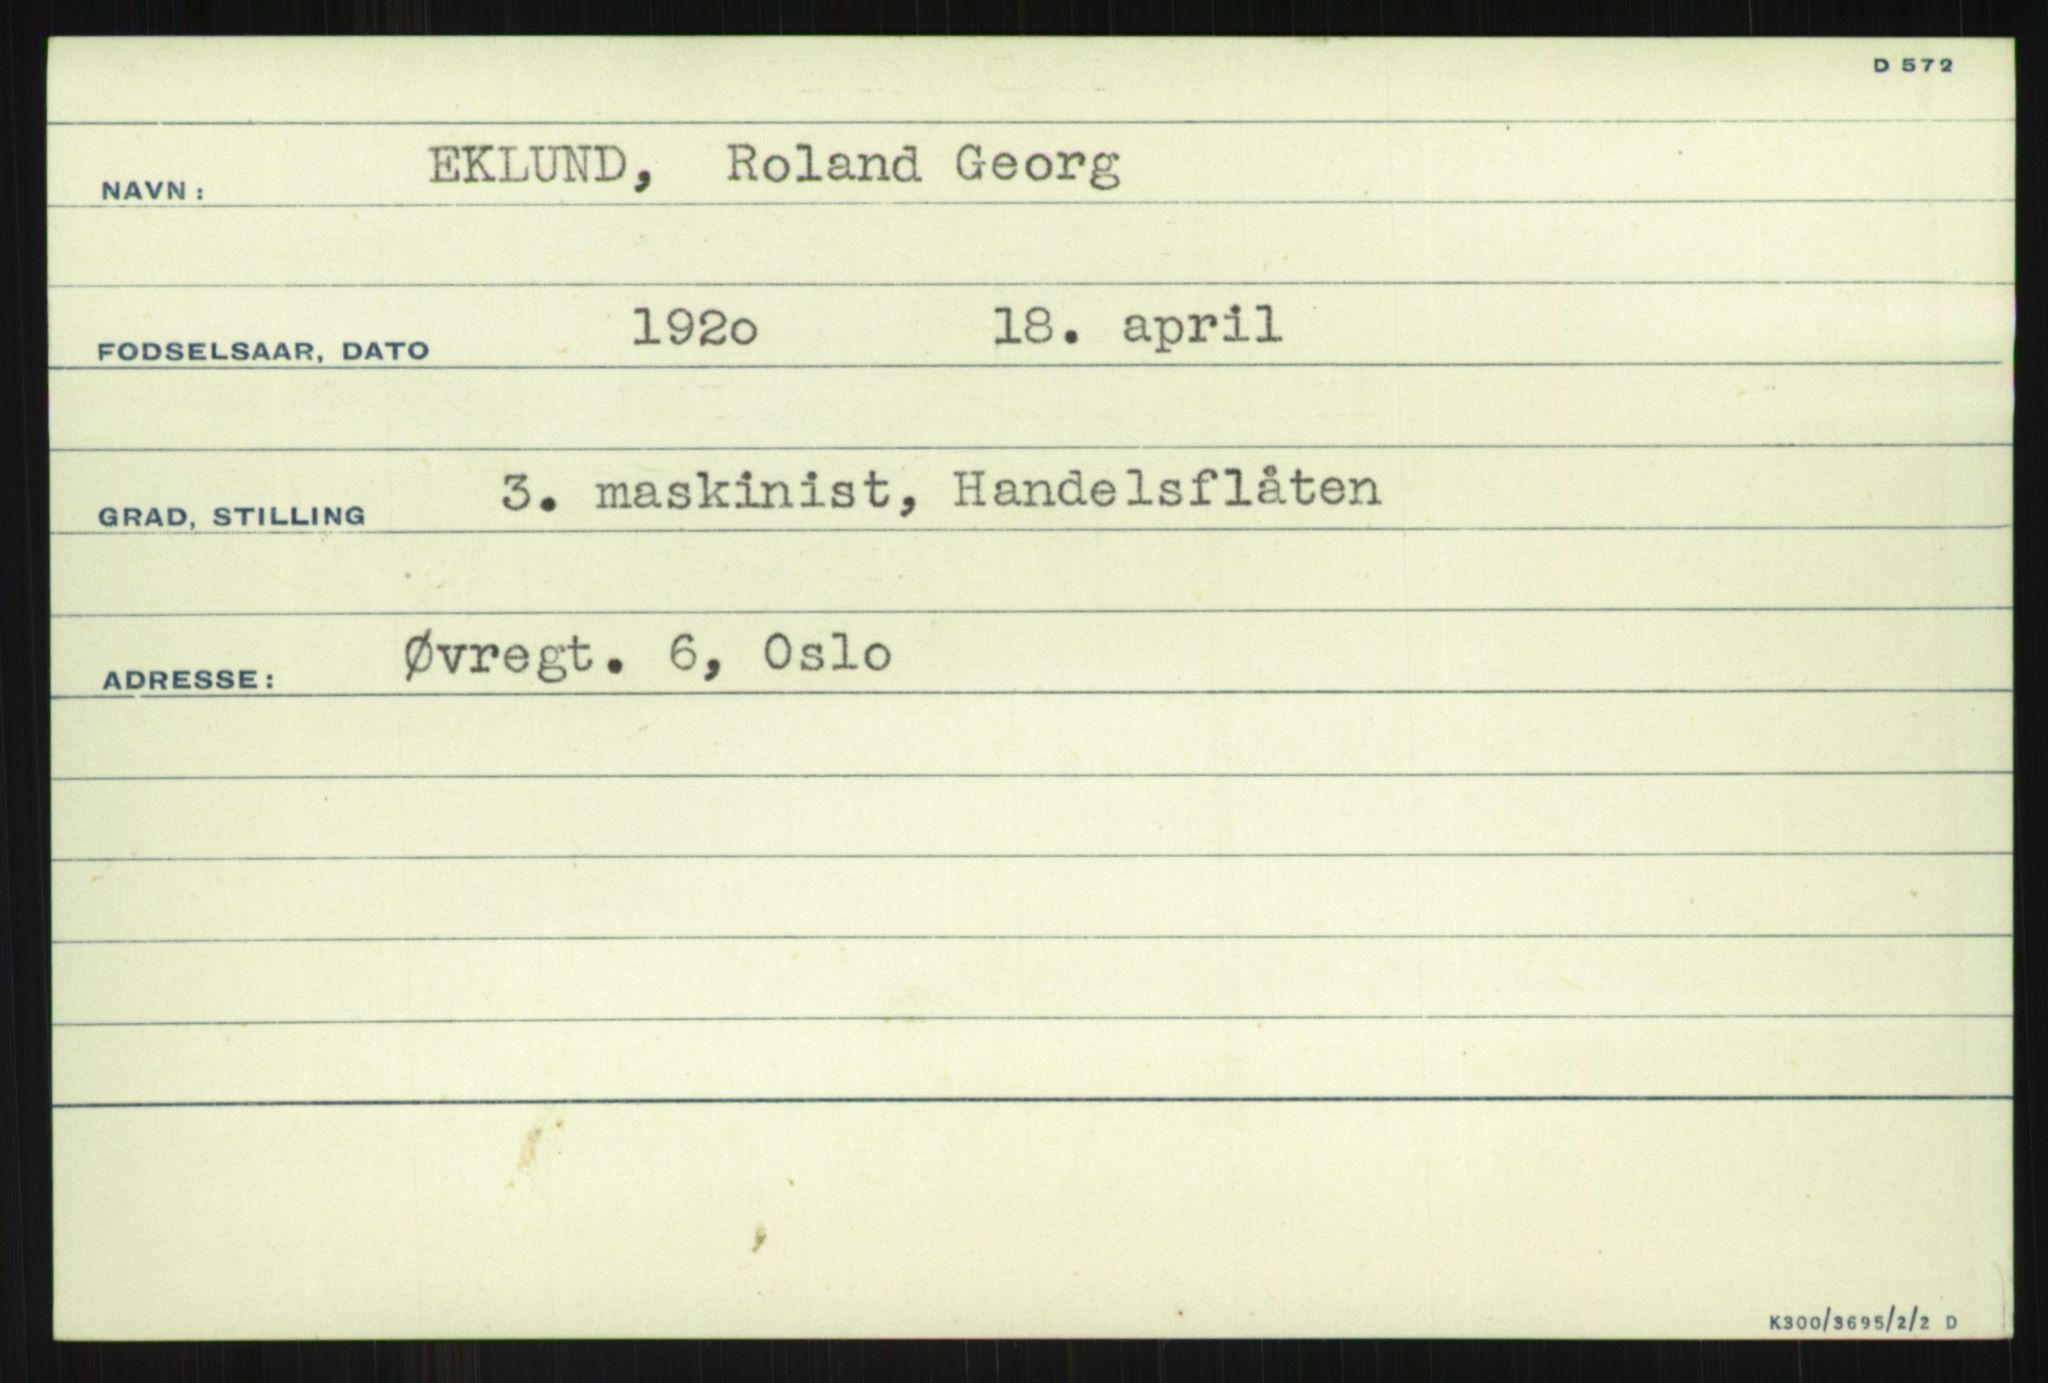 D 572
NAVN: EKLUND, Roland Georg
FODSELSAAR, DATO 192o 18. april
GRAD, STILLING 3. maskinist, Handelsflåten
ADRESSE: Øvregt. 6, Oslo
K300/3695/2/2 D